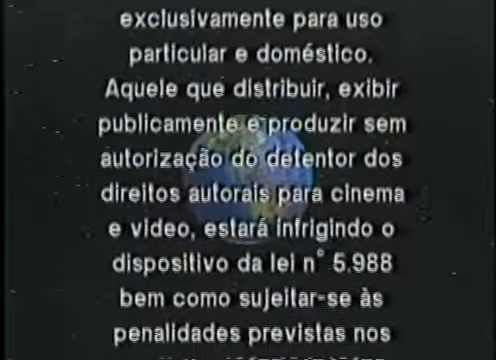 exclusivamente para uso
particular e doméstico.
Aquele que distribuir, exibir
publicamente e produzir sem
autorização do detentor dos
direitos autorais para cinema
e video, estará infrigindo o
dispositivo da lei n° 5.988
bem como sujeitar-se às
penalidades previstas nos